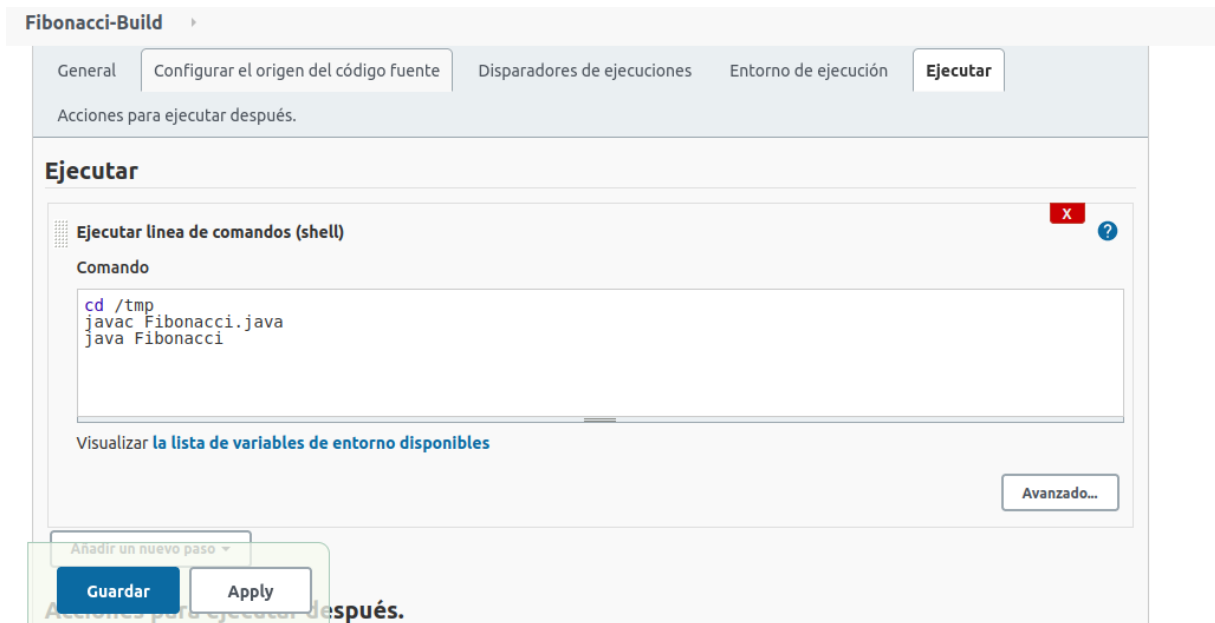 Fibonacci-Build
General Configurar el origen del código fuente Disparadores de ejecuciones Entorno de ejecución Ejecutar
Acciones para ejecutar después.
Ejecutar
X
Ejecutar linea de comandos (shell)
?
Comando
cd /tmp
javac Fibonacci.java
java Fibonacci
Visualizar la lista de variables de entorno disponibles
Avanzado...
Añadir un nuevo paso
Guardar Apply
Acciones para ejecutar después.